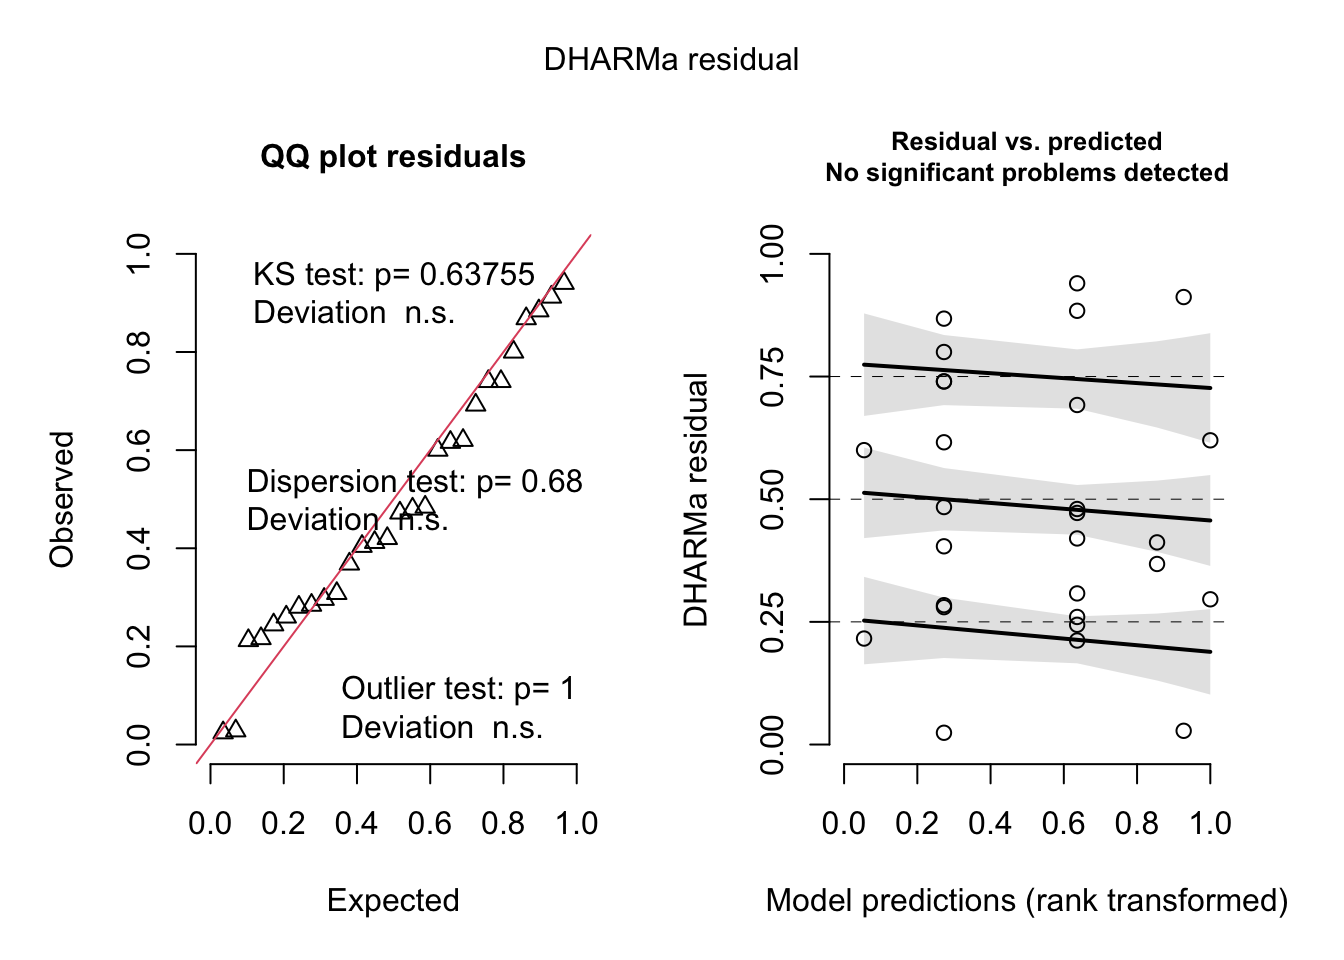 DHARMa residual
QQ plot residuals
KS test: p= 0.63755
Deviation  n.s.
Dispersion test: p= 0.68
Deviation  n.s.
Outlier test: p= 1
Deviation  n.s.
Observed
0.0 0.2 0.4 0.6 0.8 1.0
0.0 0.2 0.4 0.6 0.8 1.0
Expected
Residual vs. predicted
No significant problems detected
DHARMa residual
0.00 0.25 0.50 0.75 1.00
0.0 0.2 0.4 0.6 0.8 1.0
Model predictions (rank transformed)